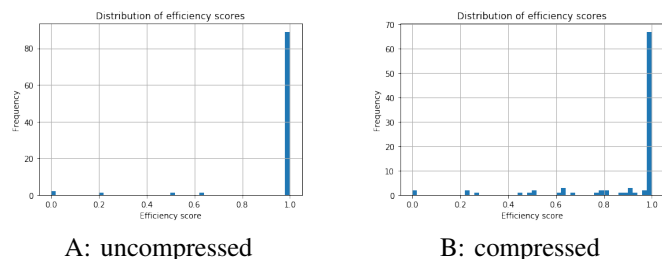 Distribution of efficiency scores
80
60
40
20
0
Frequency
0.0 0.2 0.4 0.6 0.8 1.0
Efficiency score
A: uncompressed
Distribution of efficiency scores
70
60
50
40
30
20
10
0
Frequency
0.0 0.2 0.4 0.6 0.8 1.0
Efficiency score
B: compressed